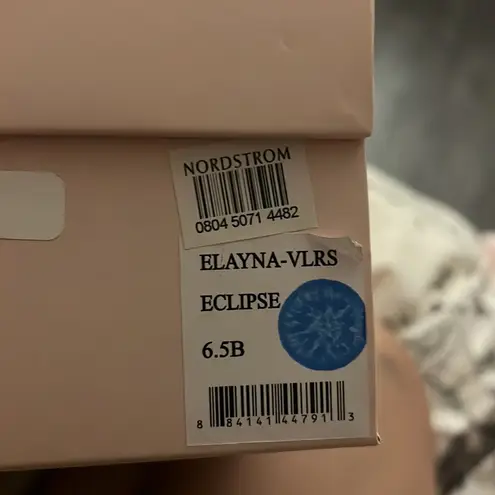 NORDSTROM
0804 5071 4482
ELAYNA-VLRS
ECLIPSE
6.5B
8 84141 44791 3